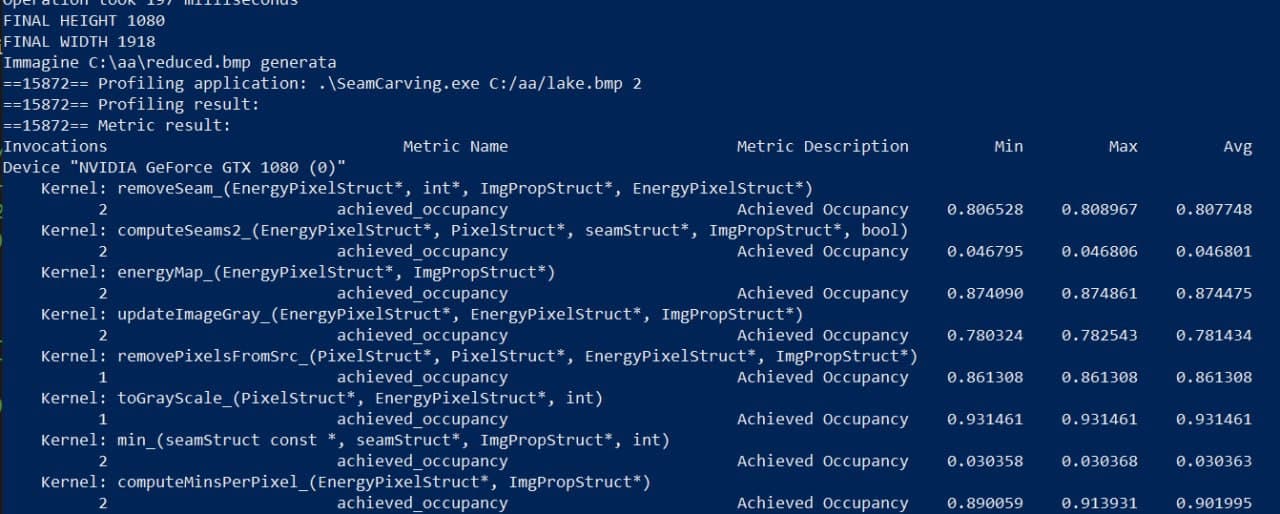 Operation took 197 milliseconds
FINAL HEIGHT 1080
FINAL WIDTH 1918
Immagine C:\aa\reduced.bmp generata
==15872== Profiling application: .\SeamCarving.exe C:/aa/lake.bmp 2
==15872== Profiling result:
==15872== Metric result:
Invocations Metric Name Metric Description Min Max Avg
Device "NVIDIA GeForce GTX 1080 (0)"
Kernel: removeSeam_(EnergyPixelStruct*, int*, ImgPropStruct*, EnergyPixelStruct*)
2 achieved_occupancy Achieved Occupancy 0.806528 0.808967 0.807748
Kernel: computeSeams2_(EnergyPixelStruct*, PixelStruct*, seamStruct*, ImgPropStruct*, bool)
2 achieved_occupancy Achieved Occupancy 0.046795 0.046806 0.046801
Kernel: energyMap_(EnergyPixelStruct*, ImgPropStruct*)
2 achieved_occupancy Achieved Occupancy 0.874090 0.874861 0.874475
Kernel: updateImageGray_(EnergyPixelStruct*, EnergyPixelStruct*, ImgPropStruct*)
2 achieved_occupancy Achieved Occupancy 0.780324 0.782543 0.781434
Kernel: removePixelsFromSrc_(PixelStruct*, PixelStruct*, EnergyPixelStruct*, ImgPropStruct*)
1 achieved_occupancy Achieved Occupancy 0.861308 0.861308 0.861308
Kernel: toGrayScale_(PixelStruct*, EnergyPixelStruct*, int)
1 achieved_occupancy Achieved Occupancy 0.931461 0.931461 0.931461
Kernel: min_(seamStruct const *, seamStruct*, ImgPropStruct*, int)
2 achieved_occupancy Achieved Occupancy 0.030358 0.030368 0.030363
Kernel: computeMinsPerPixel_(EnergyPixelStruct*, ImgPropStruct*)
2 achieved_occupancy Achieved Occupancy 0.890059 0.913931 0.901995